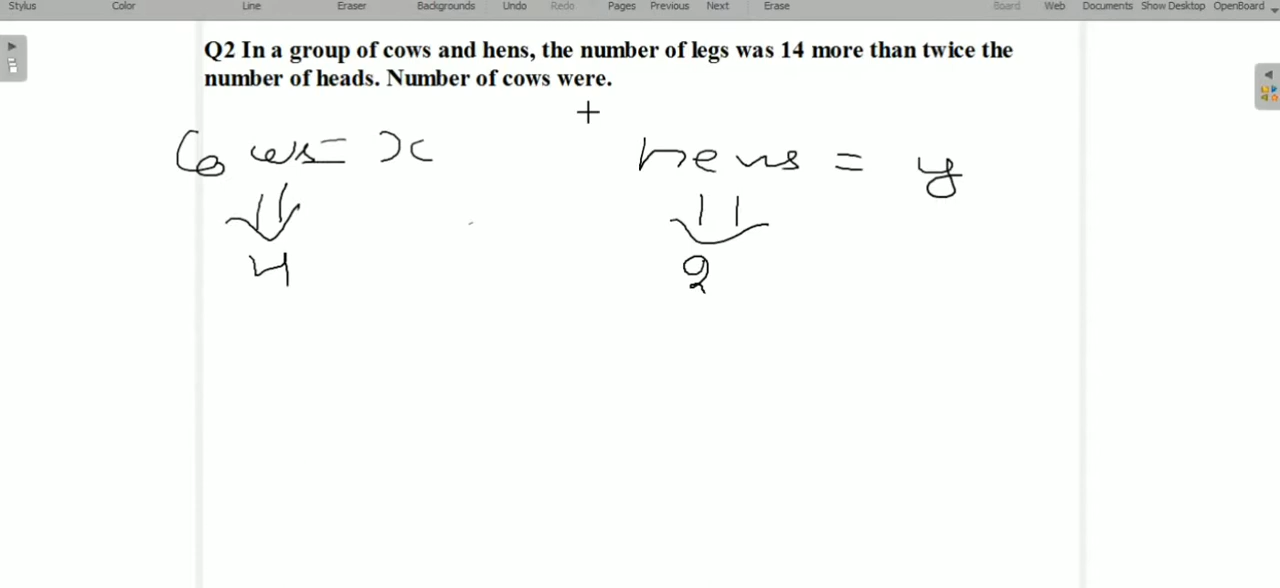 Stylus Color Line Eraser Backgrounds Undo Redo Pages Previous Next Erase Board Web Documents Show Desktop OpenBoard
Q2 In a group of cows and hens, the number of legs was 14 more than twice the
number of heads. Number of cows were.
Cows = x hens = y
4 2